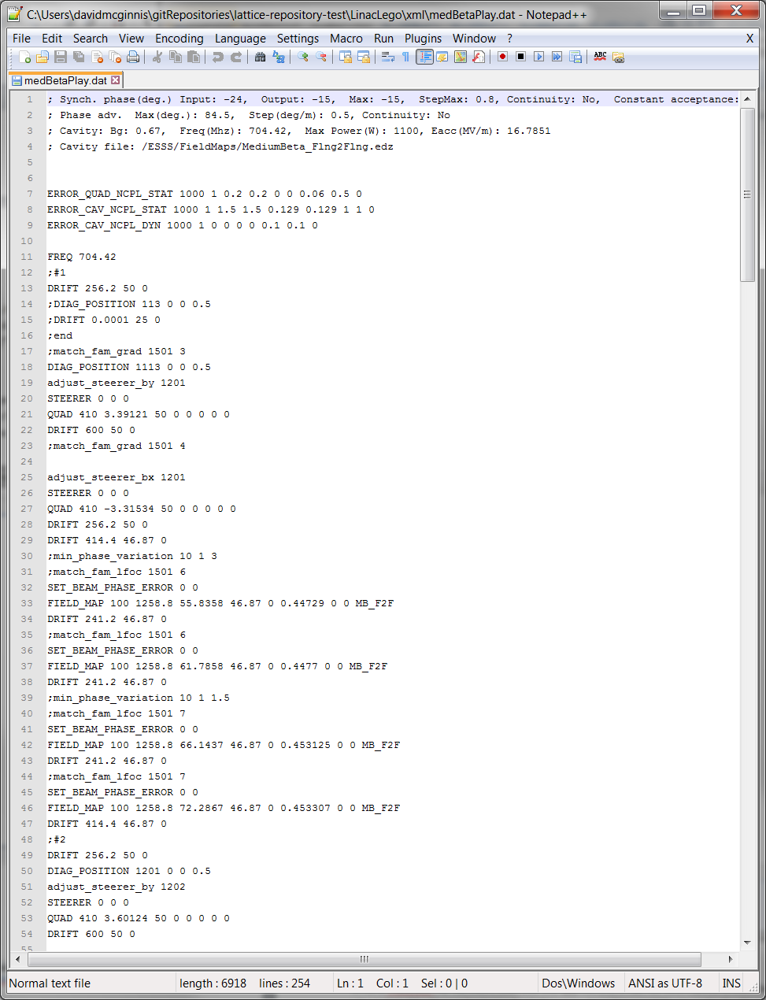 C:\Users\davidmcginnis\gitRepositories\lattice-repository-test\LinacLego\xml\medBetaPlay.dat - Notepad++
File Edit Search View Encoding Language Settings Macro Run Plugins Window ? X
medBetaPlay.dat
1 ; Synch. phase(deg.) Input: -24, Output: -15, Max: -15, StepMax: 0.8, Continuity: No, Constant acceptance:
2 ; Phase adv. Max(deg.): 84.5, Step(deg/m): 0.5, Continuity: No
3 ; Cavity: Bg: 0.67, Freq(Mhz): 704.42, Max Power(W): 1100, Eacc(MV/m): 16.7851
4 ; Cavity file: /ESSS/FieldMaps/MediumBeta_Flng2Flng.edz
5
6
7 ERROR_QUAD_NCPL_STAT 1000 1 0.2 0.2 0 0 0.06 0.5 0
8 ERROR_CAV_NCPL_STAT 1000 1 1.5 1.5 0.129 0.129 1 1 0
9 ERROR_CAV_NCPL_DYN 1000 1 0 0 0 0 0.1 0.1 0
10
11 FREQ 704.42
12 ;#1
13 DRIFT 256.2 50 0
14 ;DIAG_POSITION 113 0 0 0.5
15 ;DRIFT 0.0001 25 0
16 ;end
17 ;match_fam_grad 1501 3
18 DIAG_POSITION 1113 0 0 0.5
19 adjust_steerer_by 1201
20 STEERER 0 0 0
21 QUAD 410 3.39121 50 0 0 0 0 0
22 DRIFT 600 50 0
23 ;match_fam_grad 1501 4
24
25 adjust_steerer_bx 1201
26 STEERER 0 0 0
27 QUAD 410 -3.31534 50 0 0 0 0 0
28 DRIFT 256.2 50 0
29 DRIFT 414.4 46.87 0
30 ;min_phase_variation 10 1 3
31 ;match_fam_lfoc 1501 6
32 SET_BEAM_PHASE_ERROR 0 0
33 FIELD_MAP 100 1258.8 55.8358 46.87 0 0.44729 0 0 MB_F2F
34 DRIFT 241.2 46.87 0
35 ;match_fam_lfoc 1501 6
36 SET_BEAM_PHASE_ERROR 0 0
37 FIELD_MAP 100 1258.8 61.7858 46.87 0 0.4477 0 0 MB_F2F
38 DRIFT 241.2 46.87 0
39 ;min_phase_variation 10 1 1.5
40 ;match_fam_lfoc 1501 7
41 SET_BEAM_PHASE_ERROR 0 0
42 FIELD_MAP 100 1258.8 66.1437 46.87 0 0.453125 0 0 MB_F2F
43 DRIFT 241.2 46.87 0
44 ;match_fam_lfoc 1501 7
45 SET_BEAM_PHASE_ERROR 0 0
46 FIELD_MAP 100 1258.8 72.2867 46.87 0 0.453307 0 0 MB_F2F
47 DRIFT 414.4 46.87 0
48 ;#2
49 DRIFT 256.2 50 0
50 DIAG_POSITION 1201 0 0 0.5
51 adjust_steerer_by 1202
52 STEERER 0 0 0
53 QUAD 410 3.60124 50 0 0 0 0 0
54 DRIFT 600 50 0
55
Normal text file length : 6918 lines : 254 Ln : 1 Col : 1 Sel : 0 | 0 Dos\Windows ANSI as UTF-8 INS